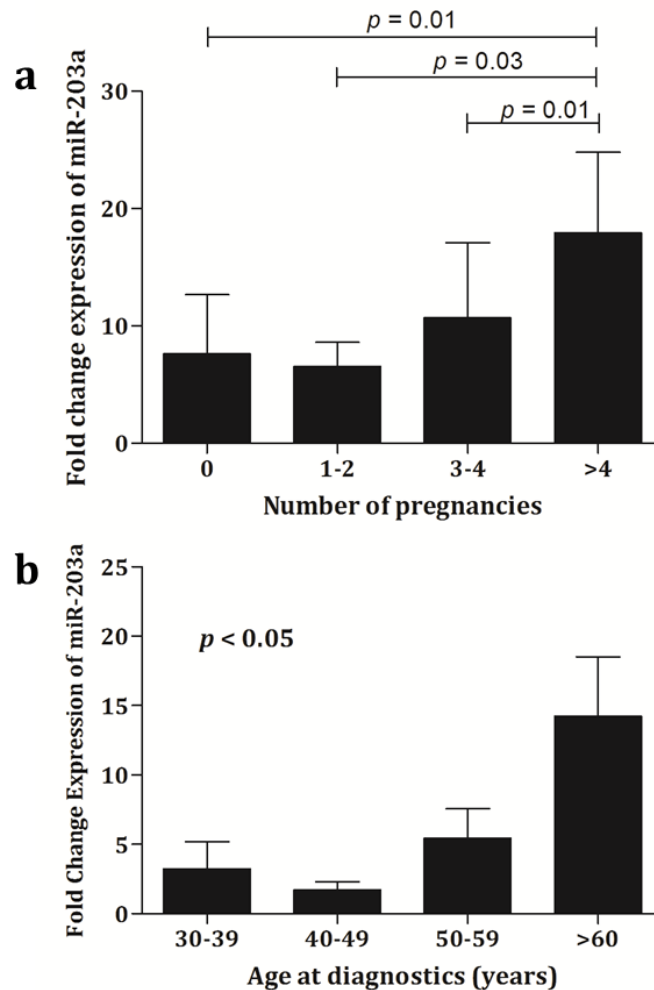 p = 0.01
a
p = 0.03
p = 0.01
Fold change expression of miR-203a
30
20
10
0
0 1-2 3-4 >4
Number of pregnancies
b
Fold Change Expression of miR-203a
25
20
15
10
5
0
p < 0.05
30-39 40-49 50-59 >60
Age at diagnostics (years)